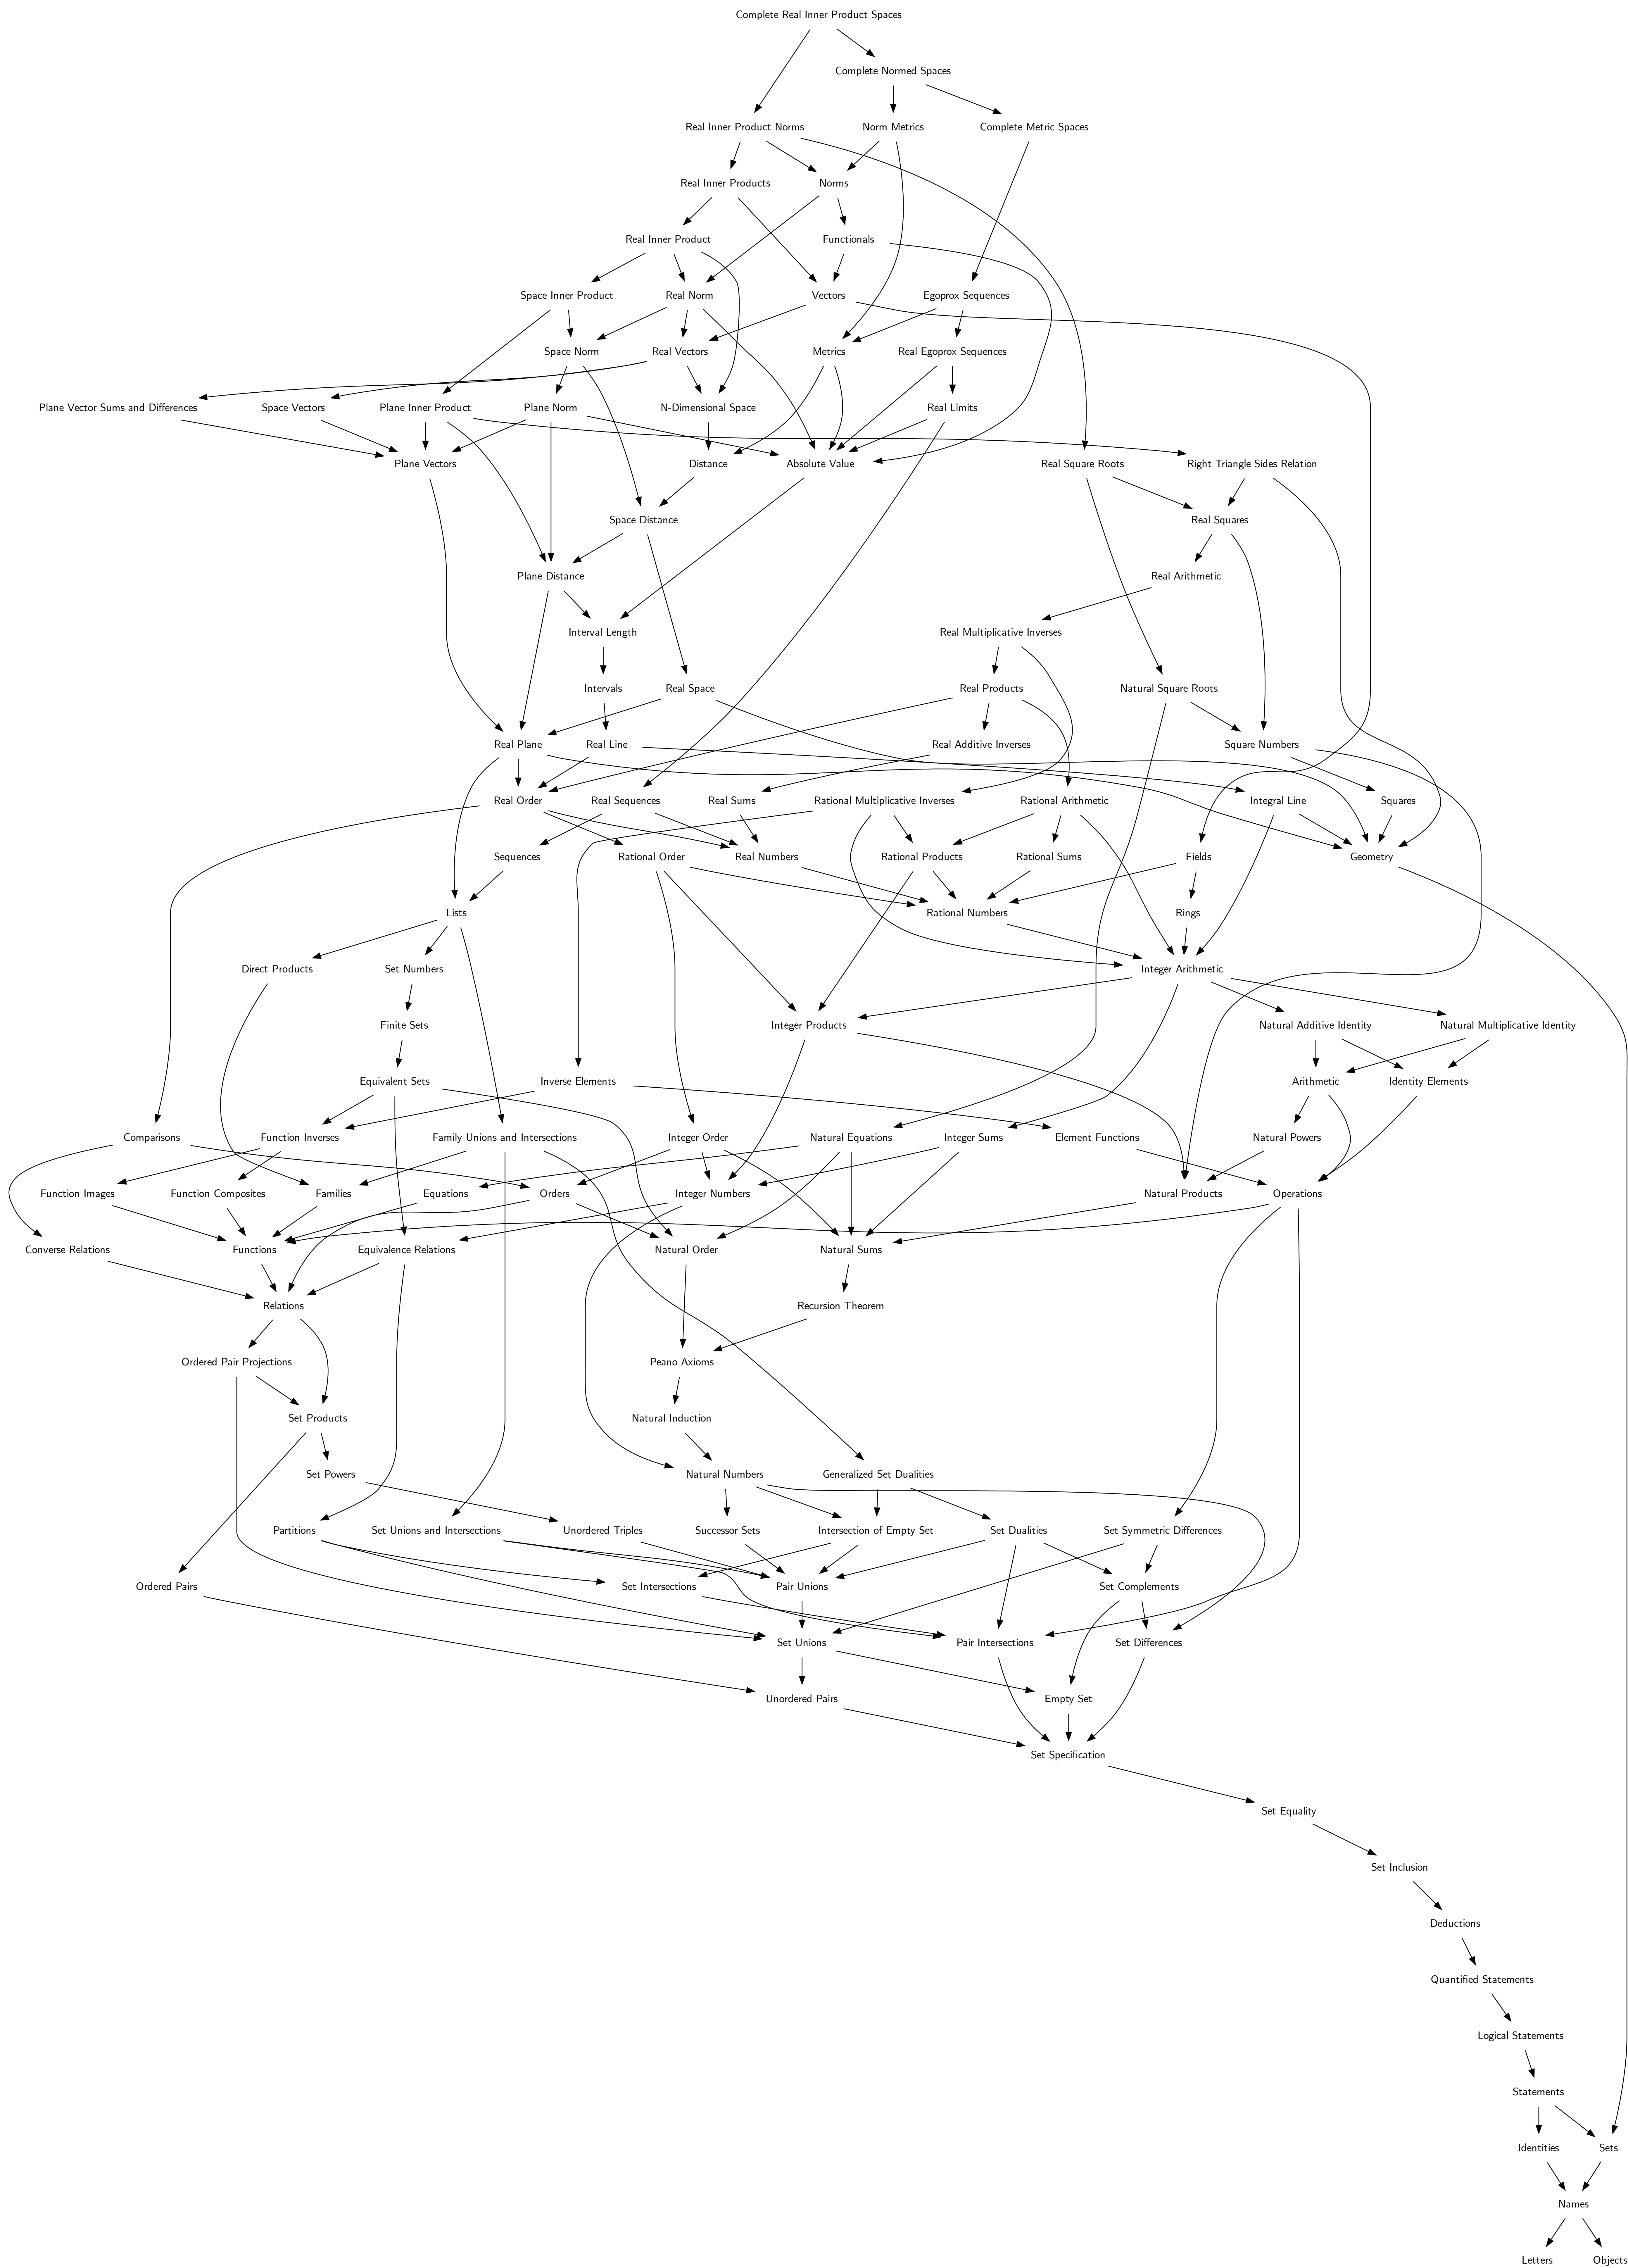 Complete Real Inner Product Spaces
Complete Normed Spaces
Real Inner Product Norms
Norm Metrics
Complete Metric Spaces
Real Inner Products
Norms
Real Inner Product
Functionals
Space Inner Product
Real Norm
Vectors
Egoprox Sequences
Space Norm
Real Vectors
Metrics
Real Egoprox Sequences
Plane Vector Sums and Differences
Space Vectors
Plane Inner Product
Plane Norm
N-Dimensional Space
Real Limits
Plane Vectors
Distance
Absolute Value
Real Square Roots
Right Triangle Sides Relation
Space Distance
Real Squares
Plane Distance
Real Arithmetic
Interval Length
Real Multiplicative Inverses
Intervals
Real Space
Real Products
Natural Square Roots
Real Plane
Real Line
Real Additive Inverses
Square Numbers
Real Order
Real Sequences
Real Sums
Rational Multiplicative Inverses
Rational Arithmetic
Integral Line
Squares
Sequences
Rational Order
Real Numbers
Rational Products
Rational Sums
Fields
Geometry
Lists
Rational Numbers
Rings
Direct Products
Set Numbers
Integer Arithmetic
Finite Sets
Integer Products
Natural Additive Identity
Natural Multiplicative Identity
Equivalent Sets
Inverse Elements
Arithmetic
Identity Elements
Comparisons
Function Inverses
Family Unions and Intersections
Integer Order
Natural Equations
Integer Sums
Element Functions
Natural Powers
Function Images
Function Composites
Families
Equations
Orders
Integer Numbers
Natural Products
Operations
Converse Relations
Functions
Equivalence Relations
Natural Order
Natural Sums
Relations
Recursion Theorem
Ordered Pair Projections
Peano Axioms
Set Products
Natural Induction
Set Powers
Natural Numbers
Generalized Set Dualities
Partitions
Set Unions and Intersections
Unordered Triples
Successor Sets
Intersection of Empty Set
Set Dualities
Set Symmetric Differences
Ordered Pairs
Set Intersections
Pair Unions
Set Complements
Set Unions
Pair Intersections
Set Differences
Unordered Pairs
Empty Set
Set Specification
Set Equality
Set Inclusion
Deductions
Quantified Statements
Logical Statements
Statements
Identities
Sets
Names
Letters
Objects